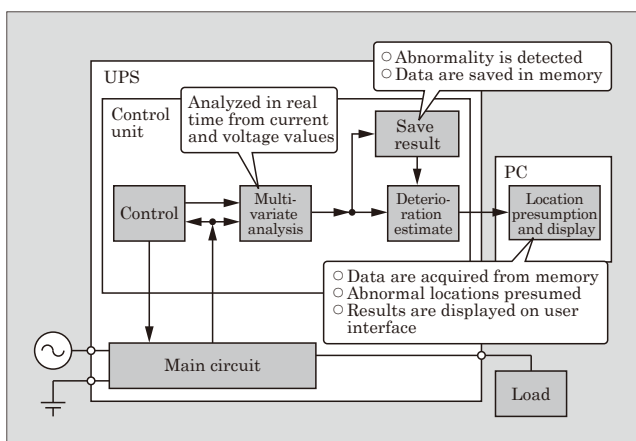 UPS
○ Abnormality is detected
○ Data are saved in memory
Control
unit
Analyzed in real
time from current
and voltage values
Save
result
PC
Control
Multi-
variate
analysis
Deterio-
ration
estimate
Location
presumption
and display
○ Data are acquired from memory
○ Abnormal locations presumed
○ Results are displayed on user
interface
Main circuit
Load